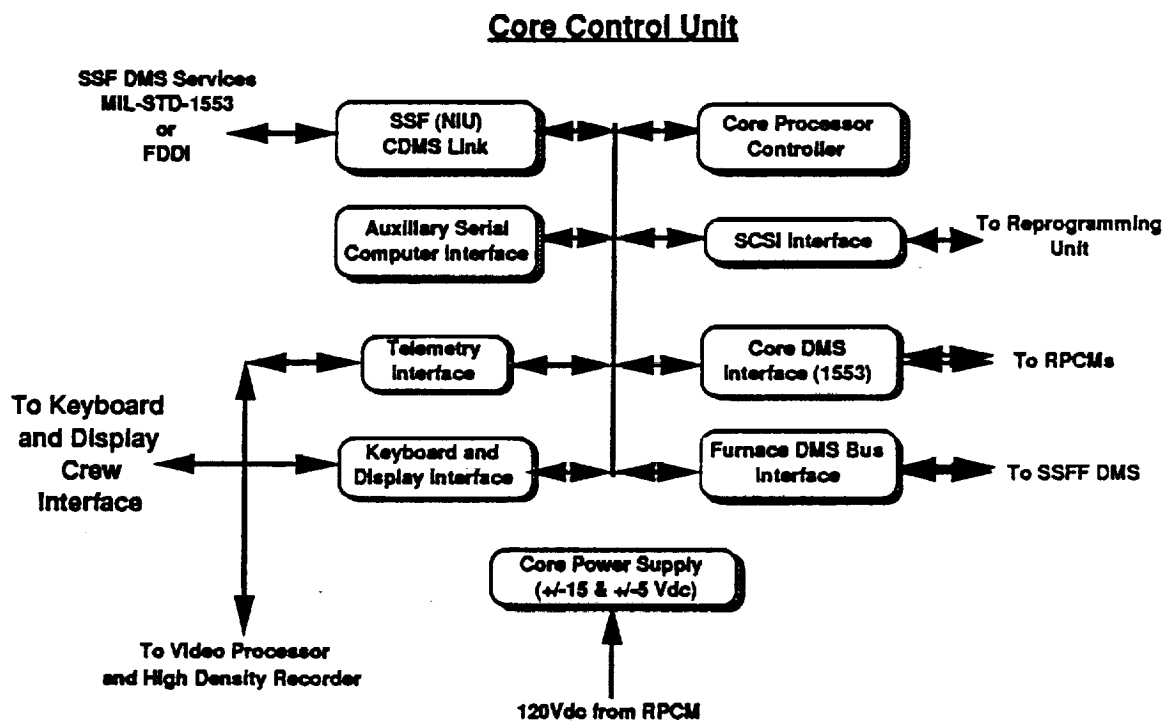 Core Control Unit
SSF DMS Services
MIL-STD-1553
or
FDDI
SSF (NIU)
CDMS Link
Core Processor
Controller
Auxiliary Serial
Computer Interface
SCSI Interface
To Reprogramming
Unit
Telemetry
Interface
Core DMS
Interface (1553)
To RPCMs
To Keyboard
and Display
Crew
Interface
Keyboard and
Display Interface
Furnace DMS Bus
Interface
To SSFF DMS
Core Power Supply
(+/-15 & +/-5 Vdc)
To Video Processor
and High Density Recorder
120Vdc from RPCM